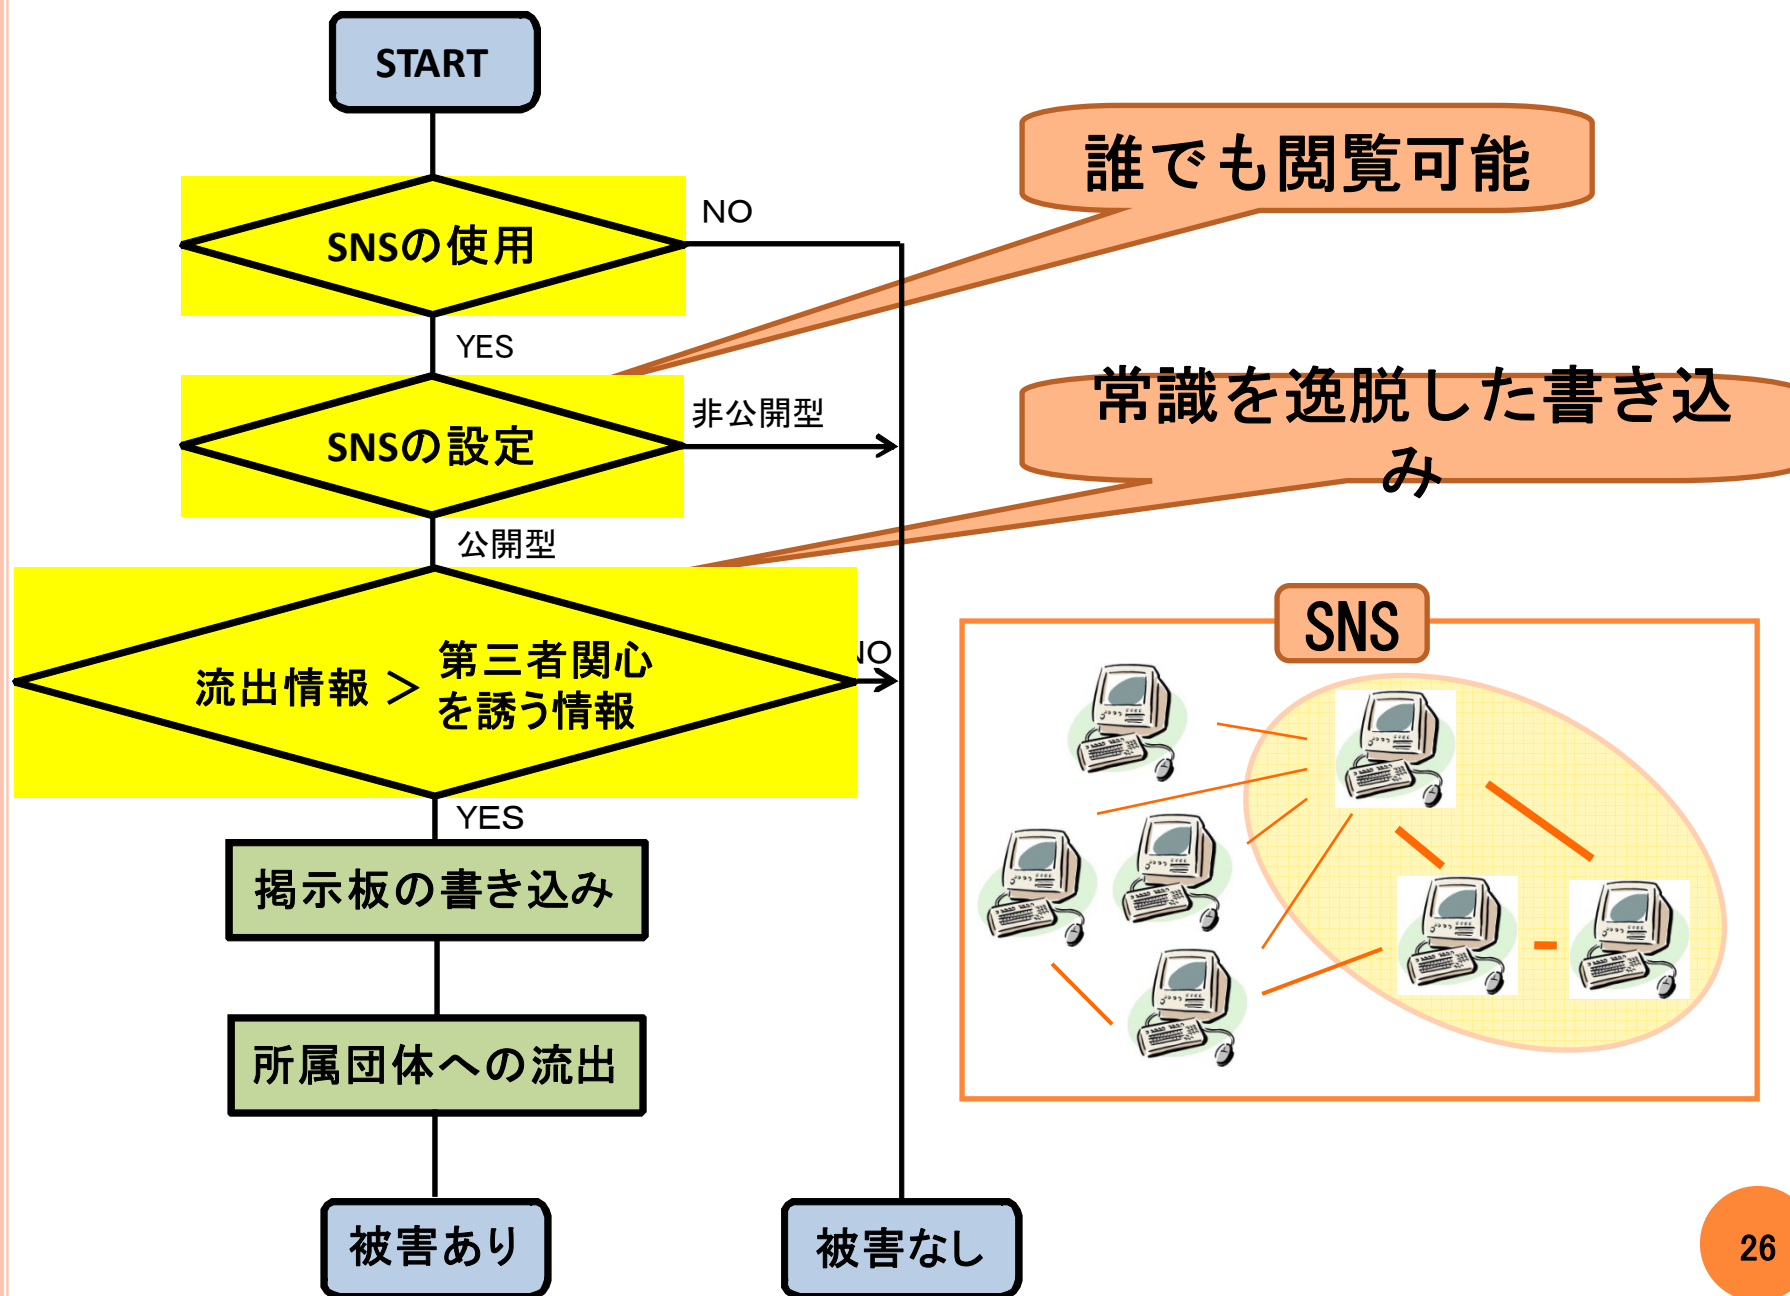 START
誰でも閲覧可能
SNSの使用
NO
YES
常識を逸脱した書き込
み
SNSの設定
非公開型
公開型
流出情報 ＞ 第三者関心
を誘う情報
NO
YES
SNS
掲示板の書き込み
所属団体への流出
被害あり
被害なし
26